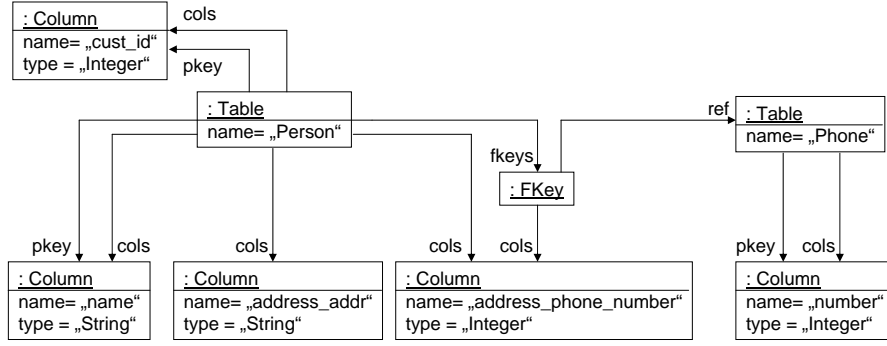 : Column
name= „cust_id“
type = „Integer“
cols
pkey
: Table
name= „Person“
ref
: Table
name= „Phone“
fkeys
: FKey
pkey
cols
cols
cols
cols
pkey
cols
: Column
name= „name“
type = „String“
: Column
name= „address_addr“
type = „String“
: Column
name= „address_phone_number“
type = „Integer“
: Column
name= „number“
type = „Integer“